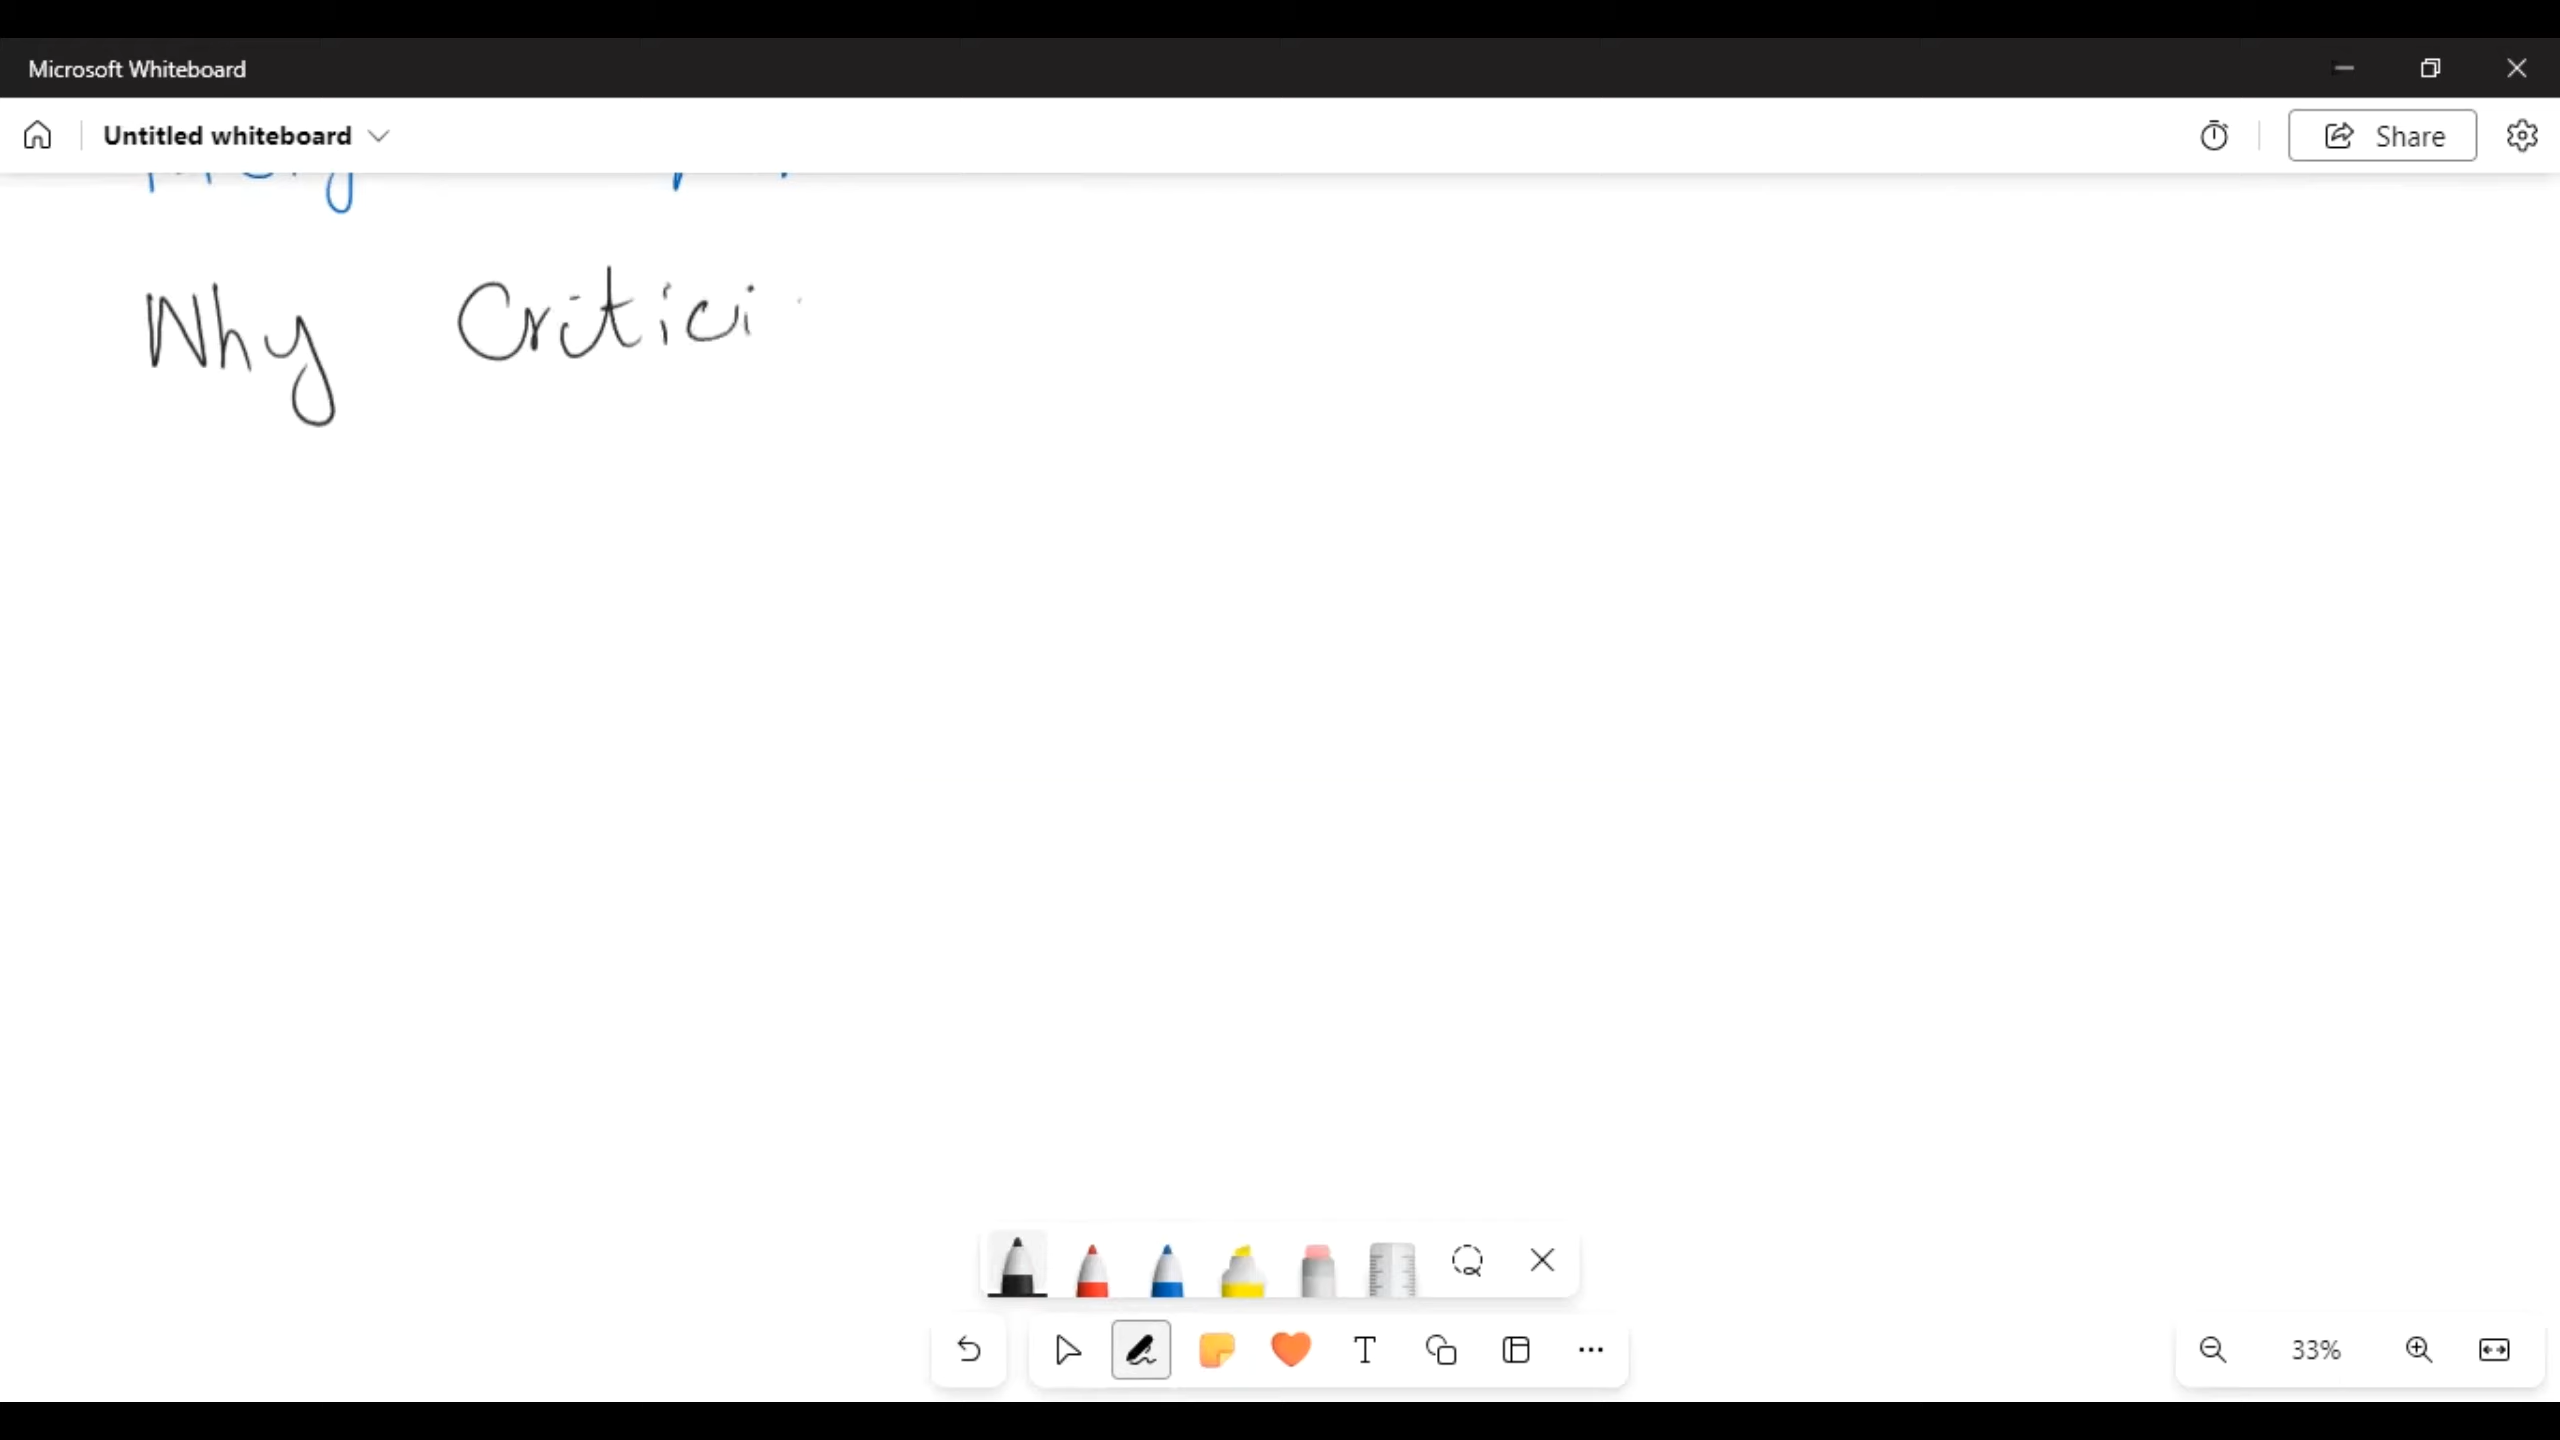 Microsoft Whiteboard
Untitled whiteboard
Share
Why Critici
T
33%